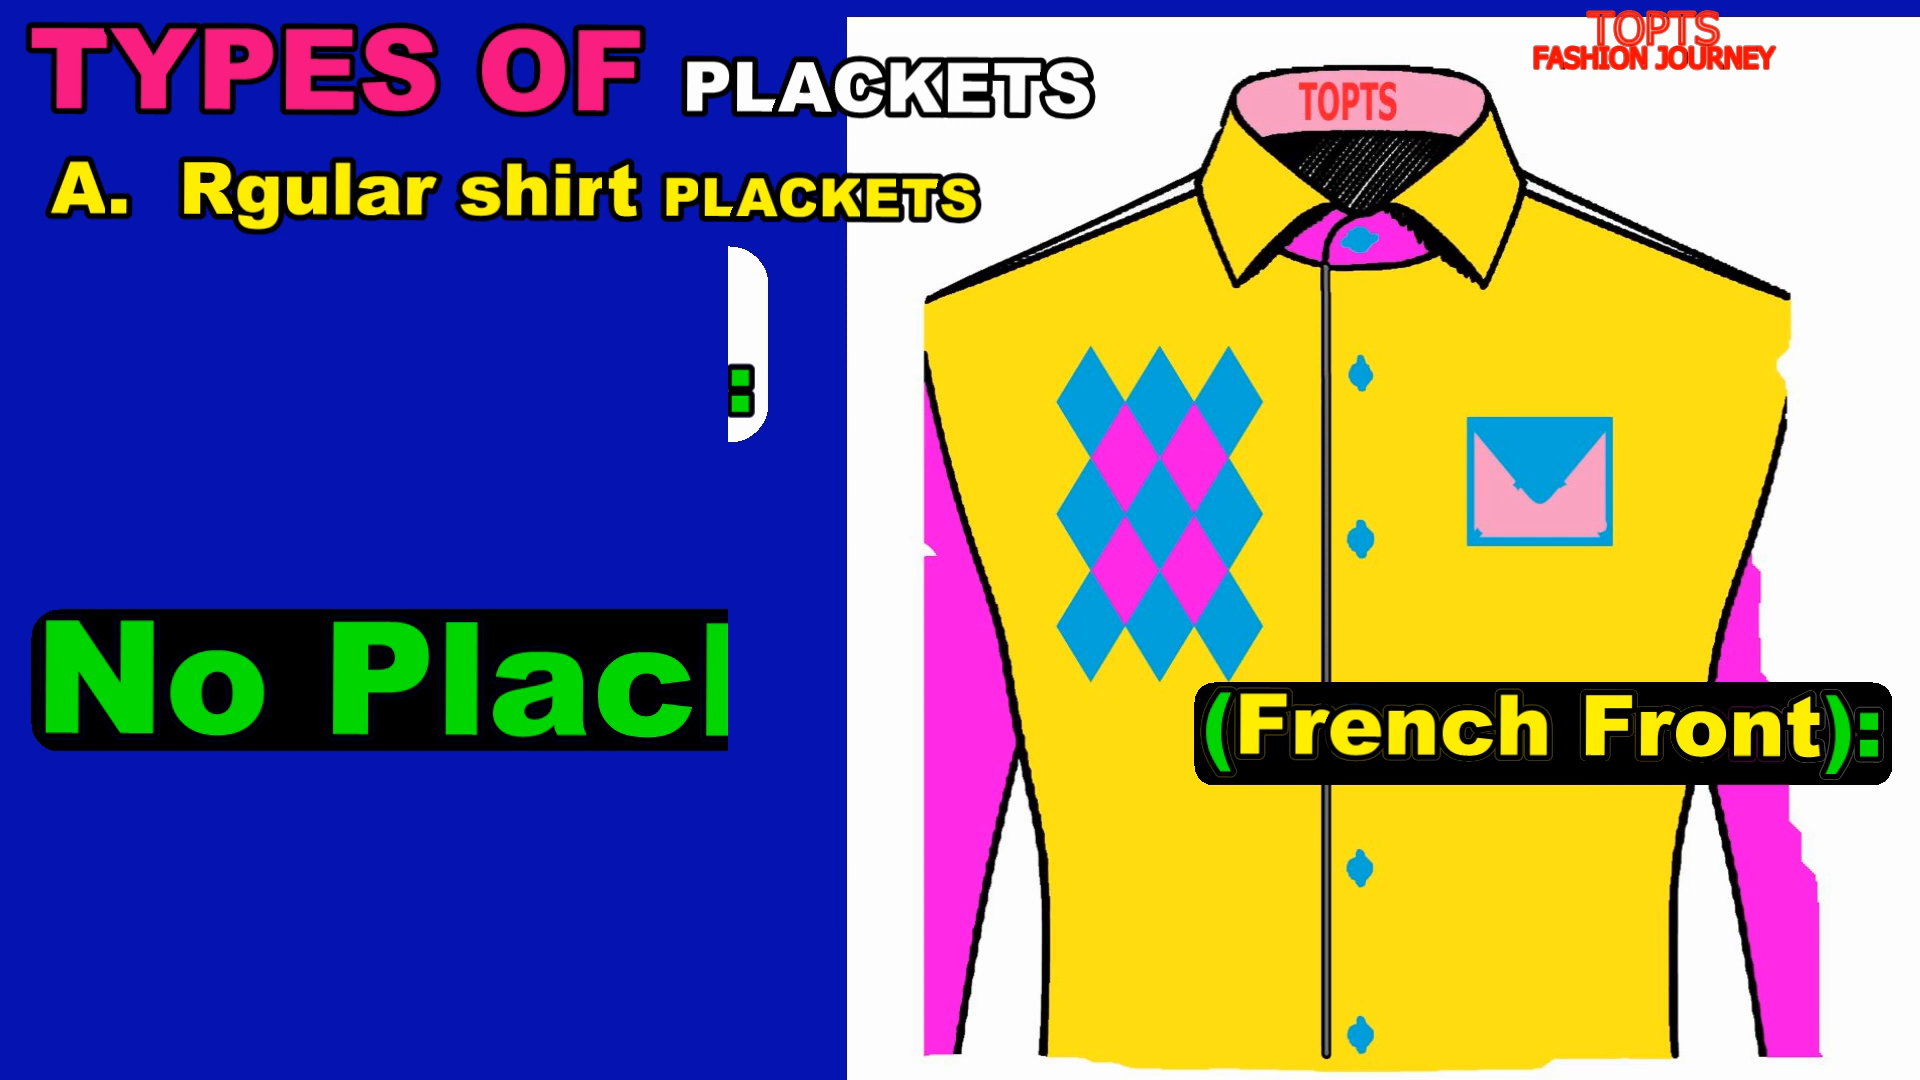 TOPTS
FASHION JOURNEY
TYPES OF PLACKETS
TOPTS
A. Rgular shirt PLACKETS
:
No Plac
(French Front):